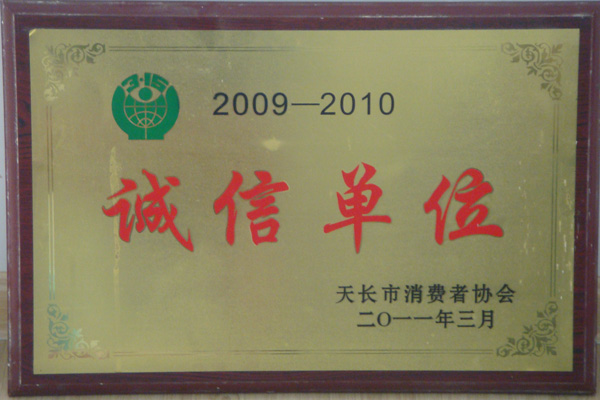 3·15
2009—2010
诚信单位
天长市消费者协会
二〇一一年三月